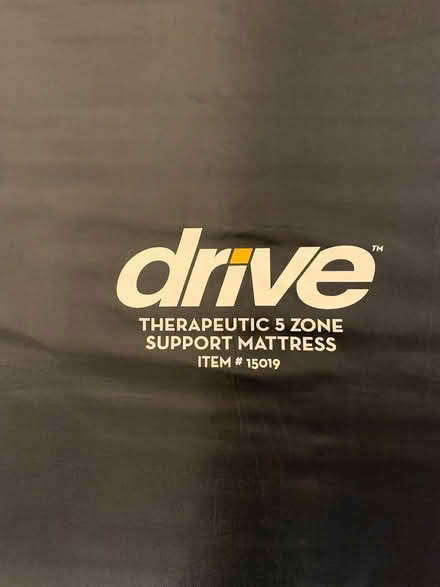 drive™
THERAPEUTIC 5 ZONE
SUPPORT MATTRESS
ITEM # 15019